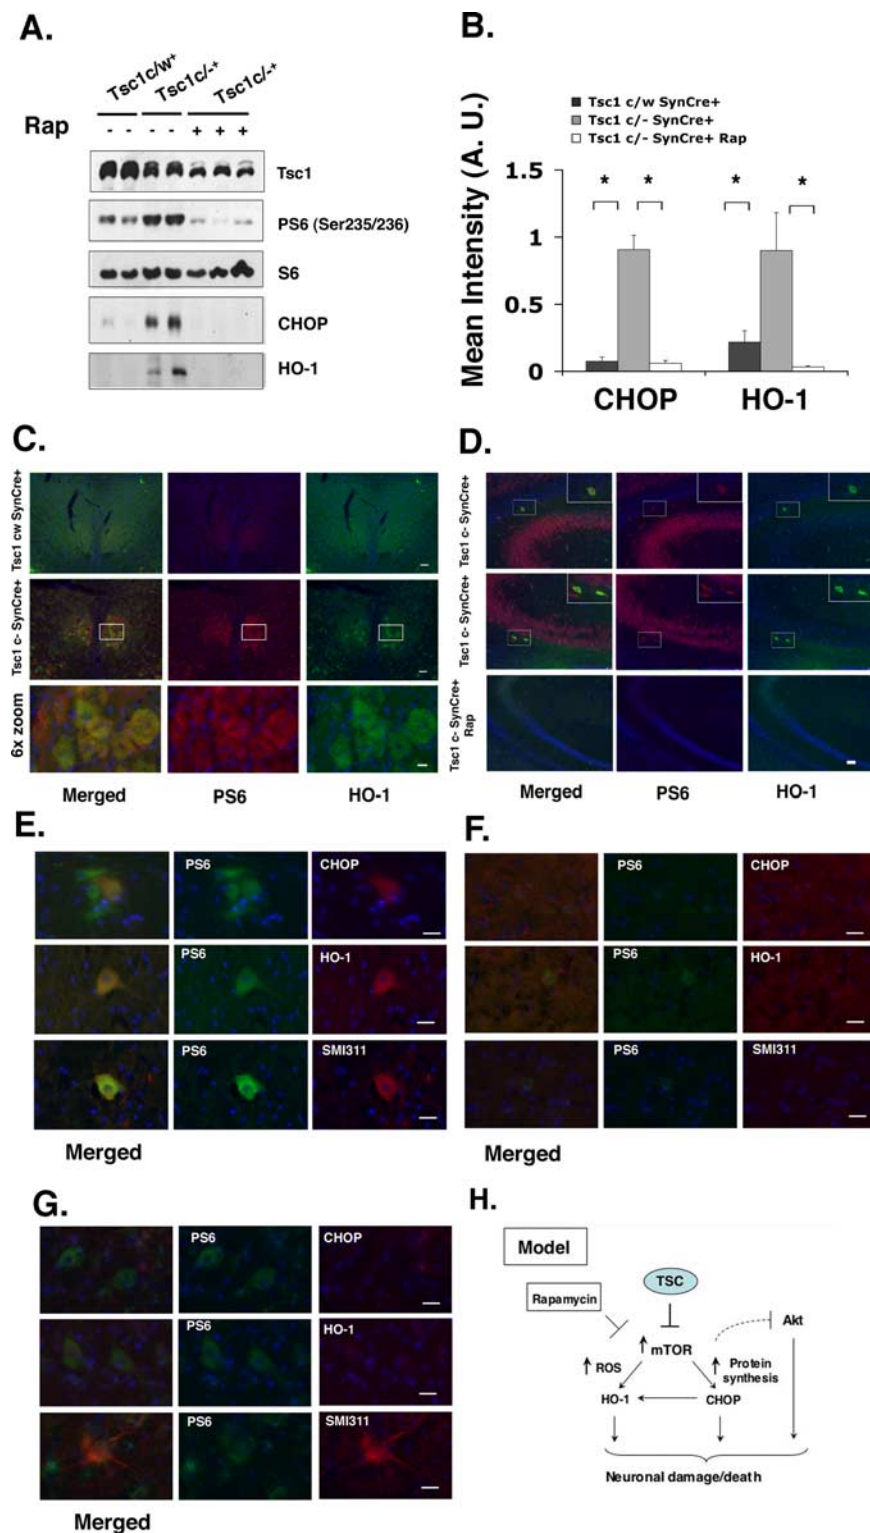 A.
Tsc1c/w+ Tsc1c/-+ Tsc1c/-+
Rap - - - - + + +
Tsc1
PS6 (Ser235/236)
S6
CHOP
HO-1
B.
Tsc1 c/w SynCre+
Tsc1 c/- SynCre+
Tsc1 c/- SynCre+ Rap
Mean Intensity (A. U.)
1.5
* * * *
1
0.5
0
CHOP HO-1
C.
Tsc1 cw SynCre+
Tsc1 c- SynCre+
6x zoom
Merged PS6 HO-1
D.
Tsc1 c- SynCre+
Tsc1 c- SynCre+
Tsc1 c- SynCre+
Rap
Merged PS6 HO-1
E.
PS6 CHOP
PS6 HO-1
PS6 SMI311
Merged
F.
PS6 CHOP
PS6 HO-1
PS6 SMI311
Merged
G.
PS6 CHOP
PS6 HO-1
PS6 SMI311
Merged
H.
Model
TSC
Rapamycin
Akt
mTOR
ROS
Protein
synthesis
HO-1 CHOP
Neuronal damage/death